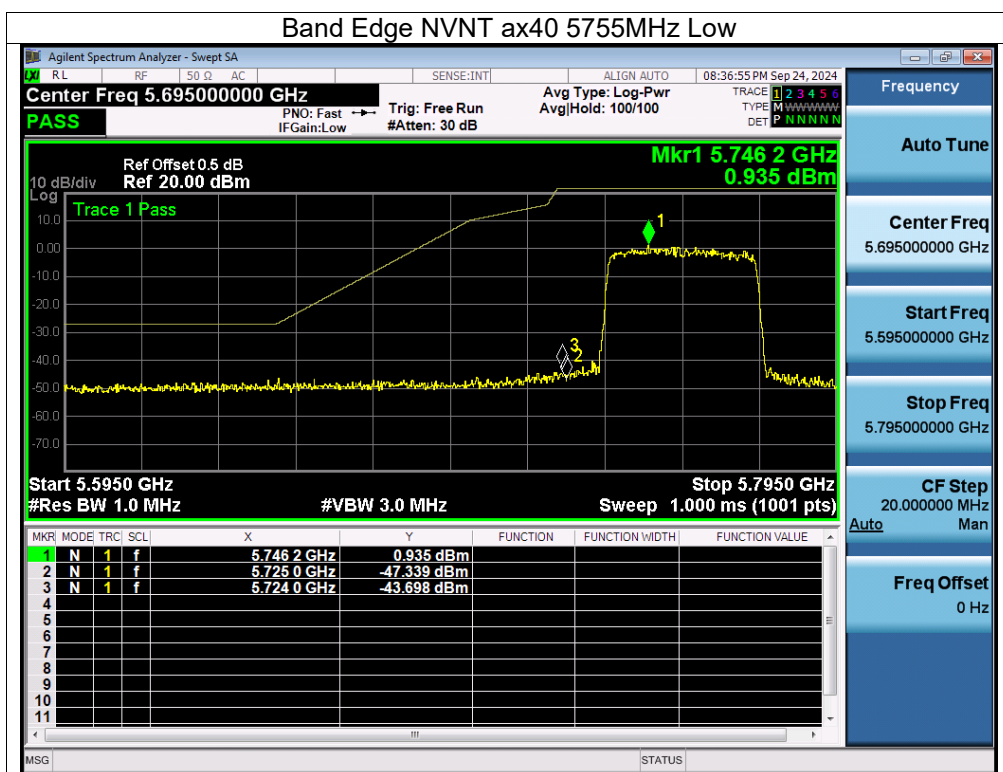 Band Edge NVNT ax40 5755MHz Low
Agilent Spectrum Analyzer - Swept SA
LXI RL RF 50 Ω AC SENSE:INT ALIGN AUTO 08:36:55 PM Sep 24, 2024
Center Freq 5.695000000 GHz
PASS
PNO: Fast
IFGain:Low
Trig: Free Run
#Atten: 30 dB
Avg Type: Log-Pwr
Avg|Hold: 100/100
TRACE 1 2 3 4 5 6
TYPE M WWWWW
DET P N N N N N
Ref Offset 0.5 dB
Ref 20.00 dBm
10 dB/div
Log
Mkr1 5.746 2 GHz
0.935 dBm
Trace 1 Pass
10.0
0.00
-10.0
-20.0
-30.0
-40.0
-50.0
-60.0
-70.0
1
3
2
Start 5.5950 GHz Stop 5.7950 GHz
#Res BW 1.0 MHz #VBW 3.0 MHz Sweep 1.000 ms (1001 pts)
MKR MODE TRC SCL X Y FUNCTION FUNCTION WIDTH FUNCTION VALUE
1 N 1 f 5.746 2 GHz 0.935 dBm
2 N 1 f 5.725 0 GHz -47.339 dBm
3 N 1 f 5.724 0 GHz -43.698 dBm
4
5
6
7
8
9
10
11
MSG STATUS
Frequency
Auto Tune
Center Freq
5.695000000 GHz
Start Freq
5.595000000 GHz
Stop Freq
5.795000000 GHz
CF Step
20.000000 MHz
Auto Man
Freq Offset
0 Hz